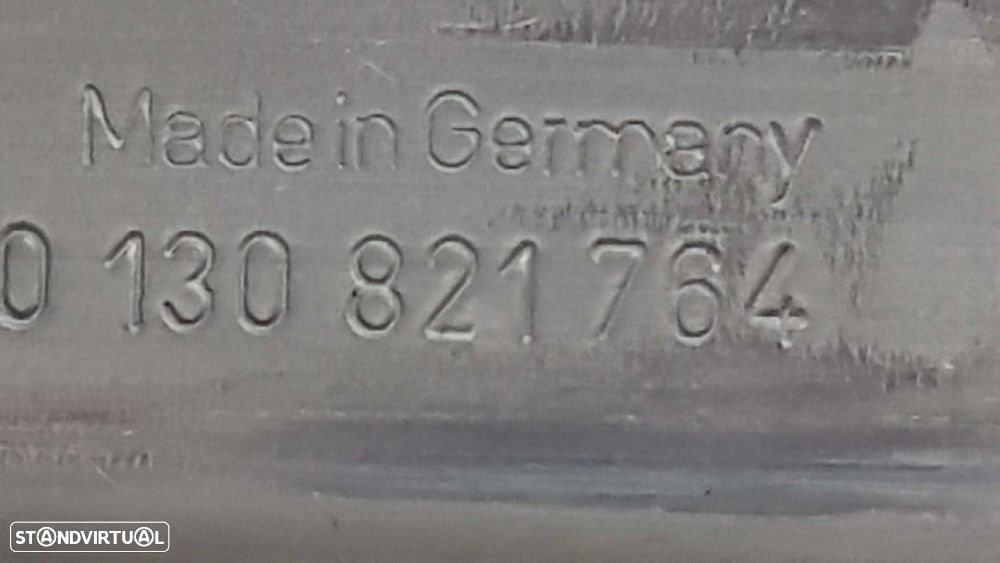 Made in Germany
0 130 821 764
STANDVIRTUAL